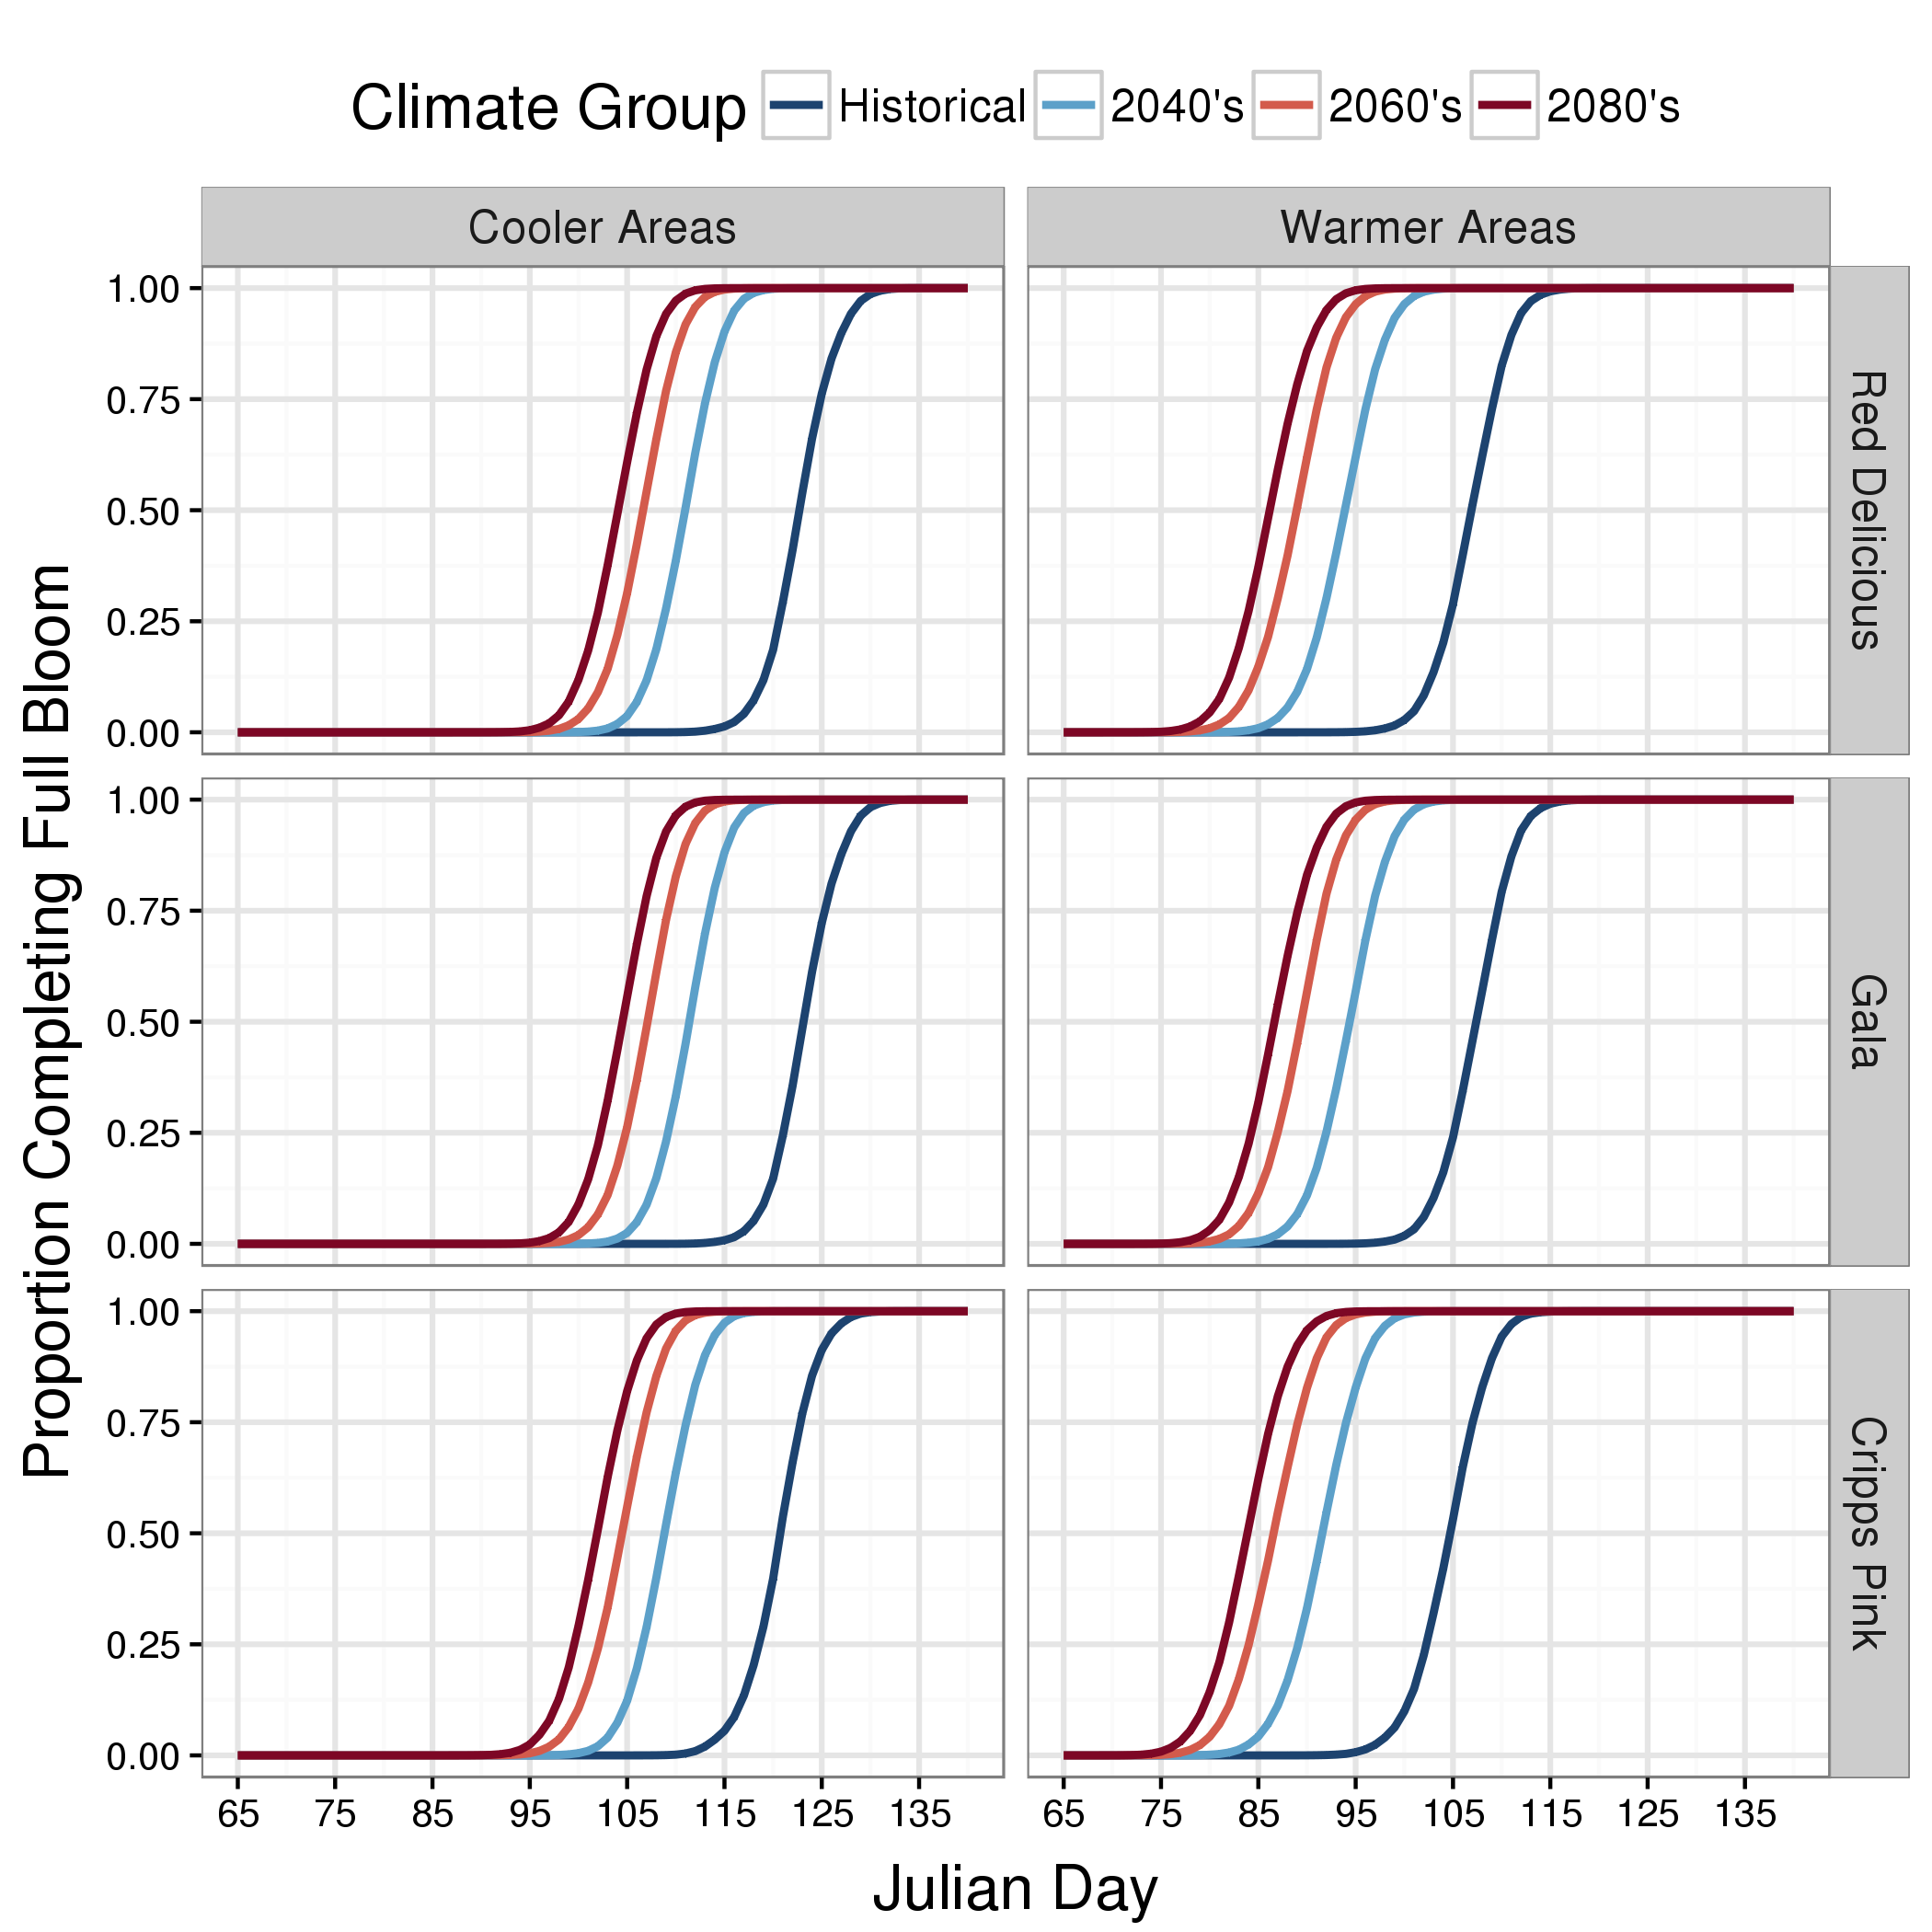 Climate Group Historical 2040's 2060's 2080's
Cooler Areas
Warmer Areas
Proportion Completing Full Bloom
1.00
0.75
0.50
0.25
0.00
Red Delicious
1.00
0.75
0.50
0.25
0.00
Gala
1.00
0.75
0.50
0.25
0.00
Cripps Pink
65 75 85 95 105 115 125 135
65 75 85 95 105 115 125 135
Julian Day